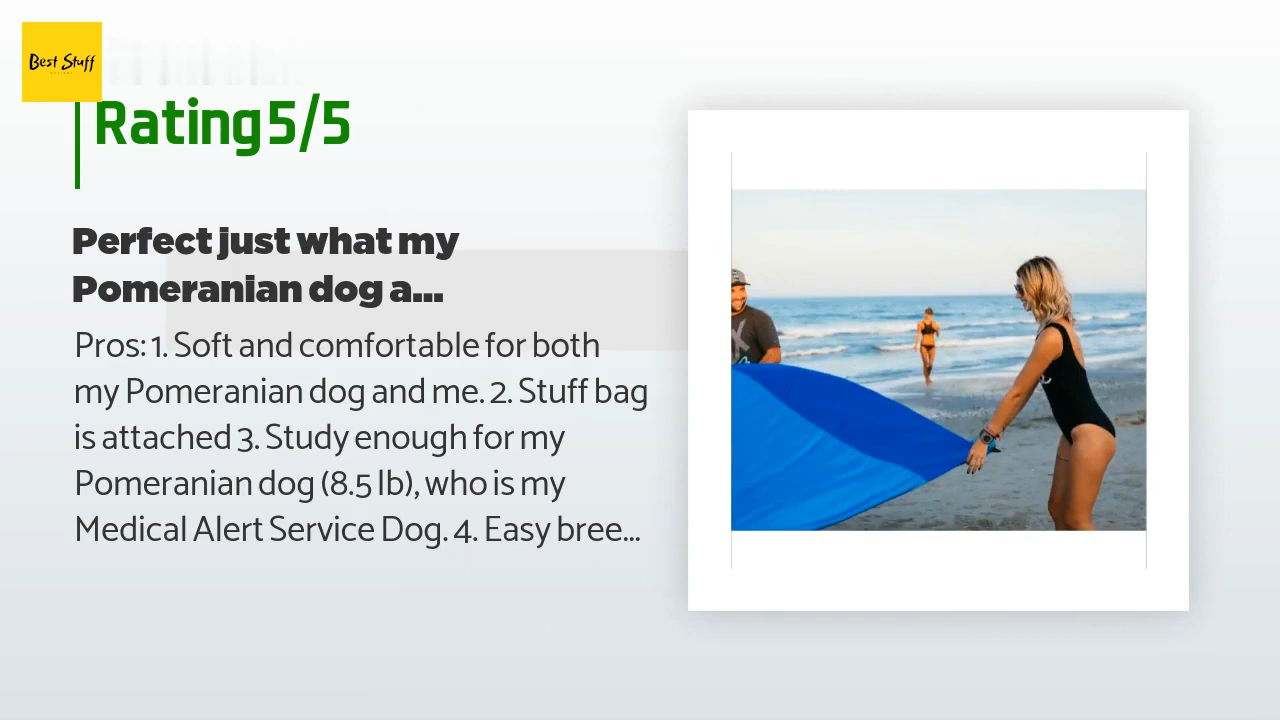 Best Stuff
Rating 5/5
Perfect just what my
Pomeranian dog a...
Pros: 1. Soft and comfortable for both
my Pomeranian dog and me. 2. Stuff bag
is attached 3. Study enough for my
Pomeranian dog (8.5 lb), who is my
Medical Alert Service Dog. 4. Easy bree...